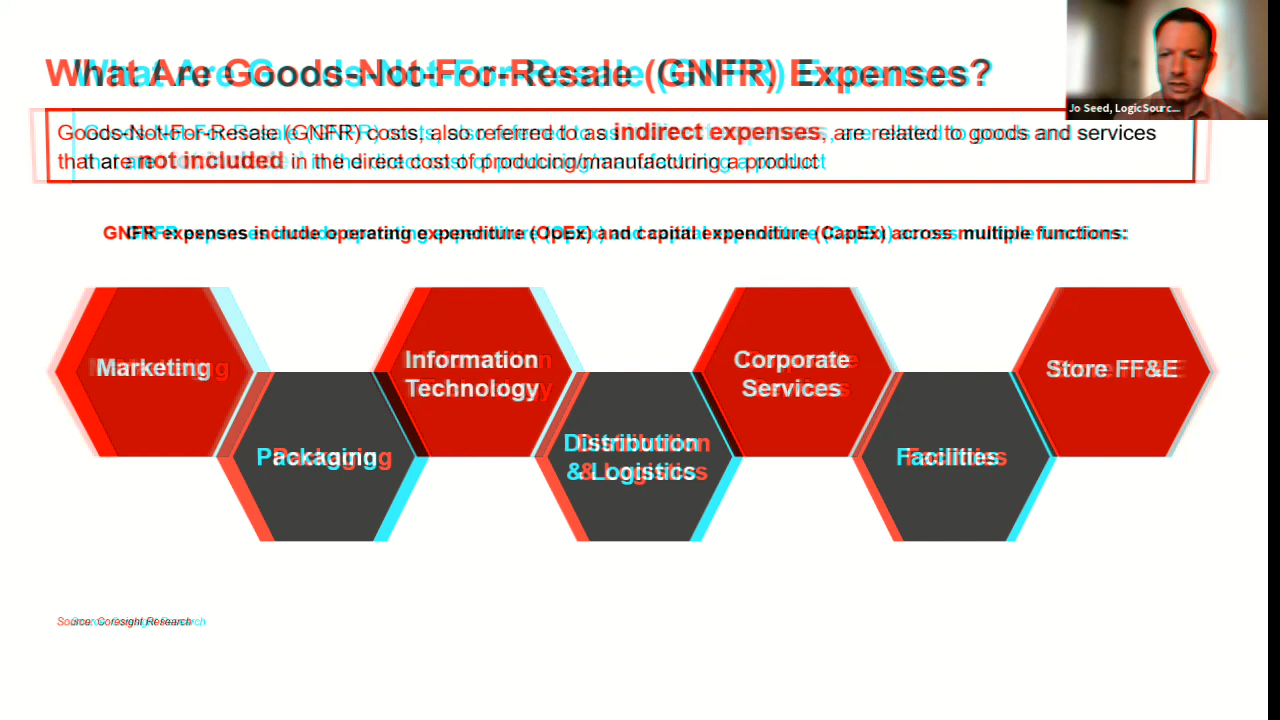 What Are Goods-Not-For-Resale (GNFR) Expenses?
Jo Seed, LogicSourc...
Goods-Not-For-Resale (GNFR) costs, also referred to as indirect expenses, are related to goods and services
that are not included in the direct cost of producing/manufacturing a product
GNFR expenses include operating expenditure (OpEx) and capital expenditure (CapEx) across multiple functions:
Marketing
Packaging
Information
Technology
Distribution
& Logistics
Corporate
Services
Facilities
Store FF&E
Source: Coresight Research